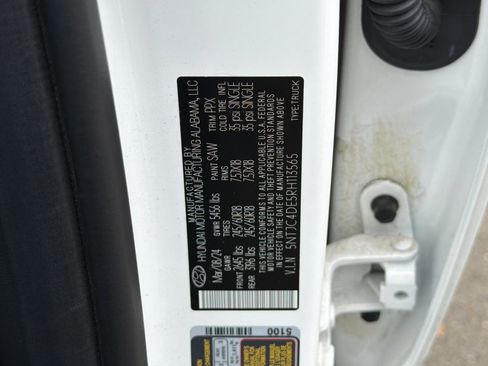 MANUFACTURED BY
HYUNDAI MOTOR MANUFACTURING ALABAMA, LLC
Mar/08/24 GVWR 5456 lbs PAINT SAW TRIM PPX
GAWR TIRES RIMS COLD TIRE INFL
FRONT 2645 lbs 245/60R18 7.5JX18 35 psi SINGLE
REAR 3196 lbs 245/60R18 7.5JX18 35 psi SINGLE
THIS VEHICLE CONFORMS TO ALL APPLICABLE U.S.A. FEDERAL
MOTOR VEHICLE SAFETY AND THEFT PREVENTION STANDARDS
IN EFFECT ON THE DATE OF MANUFACTURE SHOWN ABOVE.
V.I.N 5NTJC4DE5RH113565 TYPE:TRUCK
5100